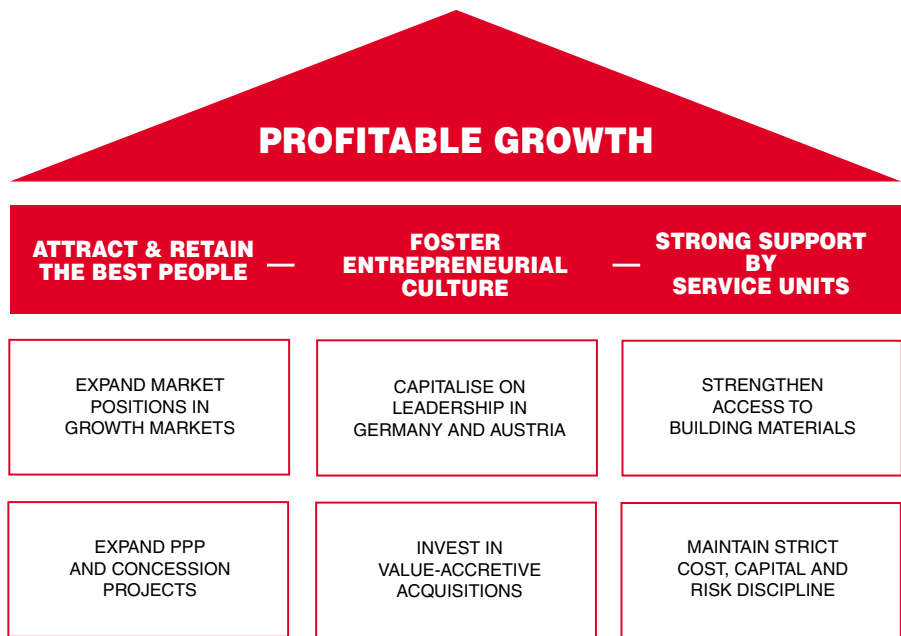 PROFITABLE GROWTH
ATTRACT & RETAIN
THE BEST PEOPLE
—
FOSTER
ENTREPRENEURIAL
CULTURE
—
STRONG SUPPORT
BY
SERVICE UNITS
EXPAND MARKET
POSITIONS IN
GROWTH MARKETS
CAPITALISE ON
LEADERSHIP IN
GERMANY AND AUSTRIA
STRENGTHEN
ACCESS TO
BUILDING MATERIALS
EXPAND PPP
AND CONCESSION
PROJECTS
INVEST IN
VALUE-ACCRETIVE
ACQUISITIONS
MAINTAIN STRICT
COST, CAPITAL AND
RISK DISCIPLINE